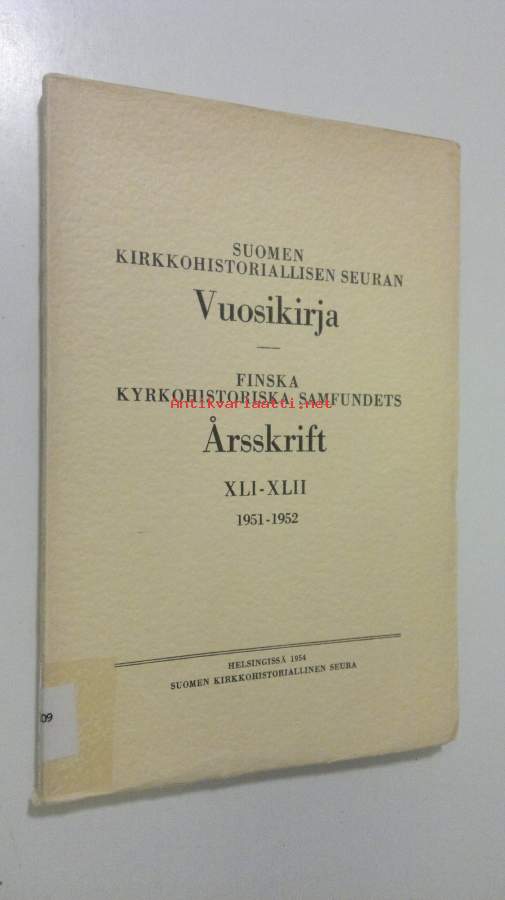 SUOMEN
KIRKKOHISTORIALLISEN SEURAN
Vuosikirja
FINSKA
KYRKOHISTORISKA SAMFUNDETS
Antikvariaatti.net
Årsskrift
XLI-XLII
1951-1952
HELSINGISSÄ 1954
SUOMEN KIRKKOHISTORIALLINEN SEURA
09